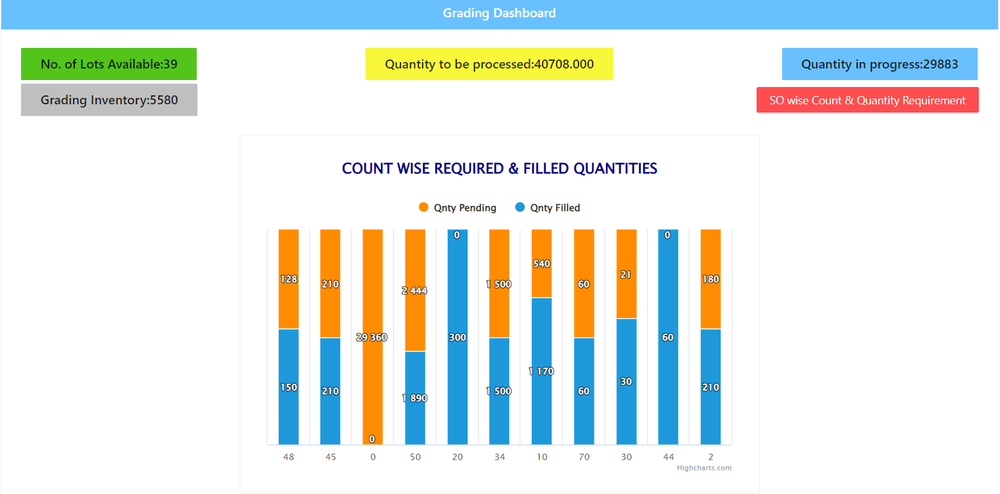 Grading Dashboard
No. of Lots Available:39
Quantity to be processed:40708.000
Quantity in progress:29883
Grading Inventory:5580
SO wise Count & Quantity Requirement
COUNT WISE REQUIRED & FILLED QUANTITIES
Qnty Pending Qnty Filled
128 210 29 360 2 444 0 1 500 540 60 21 0 180
150 210 0 1 890 300 1 500 1 170 60 30 60 210
48 45 0 50 20 34 10 70 30 44 2
Highcharts.com